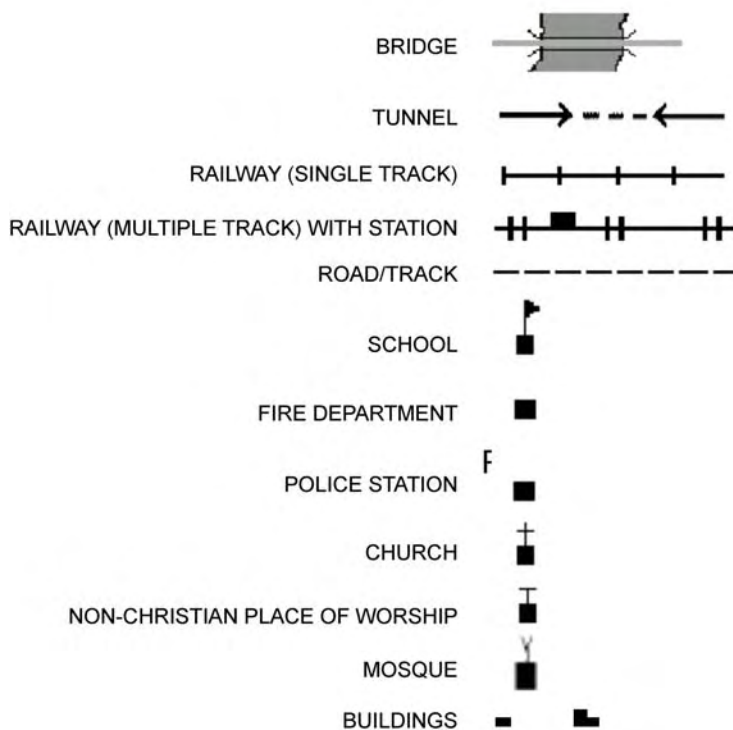 BRIDGE
TUNNEL
RAILWAY (SINGLE TRACK)
RAILWAY (MULTIPLE TRACK) WITH STATION
ROAD/TRACK
SCHOOL
FIRE DEPARTMENT
P
POLICE STATION
CHURCH
NON-CHRISTIAN PLACE OF WORSHIP
MOSQUE
BUILDINGS